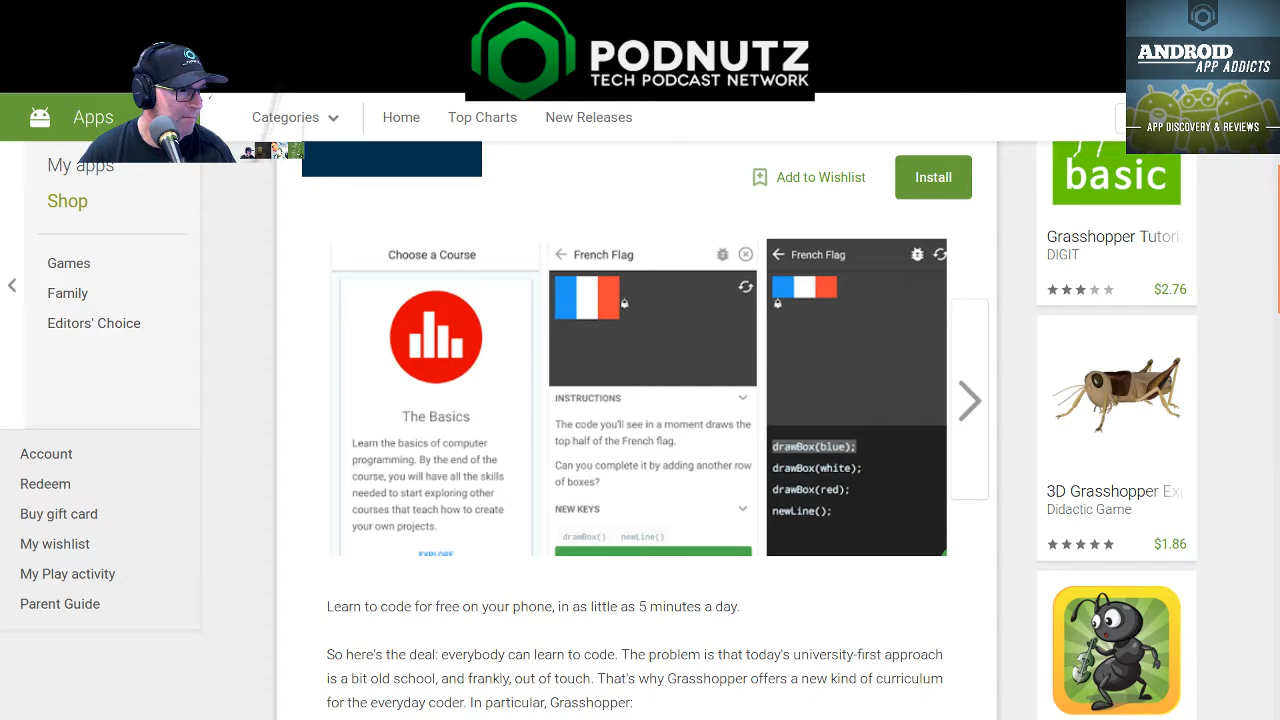 PODNUTZ
TECH PODCAST NETWORK
ANDROID
APP ADDICTS
APP DISCOVERY & REVIEWS
Apps
Categories
Home
Top Charts
New Releases
My apps
Shop
Games
Family
Editors' Choice
Account
Redeem
Buy gift card
My wishlist
My Play activity
Parent Guide
Add to Wishlist
Install
Choose a Course
The Basics
Learn the basics of computer
programming. By the end of the
course, you will have all the skills
needed to start exploring other
courses that teach how to create
your own projects.
EXPLORE
French Flag
INSTRUCTIONS
The code you'll see in a moment draws the
top half of the French flag.
Can you complete it by adding another row
of boxes?
NEW KEYS
drawBox() newLine()
French Flag
drawBox(blue);
drawBox(white);
drawBox(red);
newLine();
Learn to code for free on your phone, in as little as 5 minutes a day.
So here's the deal: everybody can learn to code. The problem is that today's university-first approach
is a bit old school, and frankly, out of touch. That's why Grasshopper offers a new kind of curriculum
for the everyday coder. In particular, Grasshopper:
basic
Grasshopper Tutoria
DIGIT
$2.76
3D Grasshopper Ex
Didactic Game
$1.86